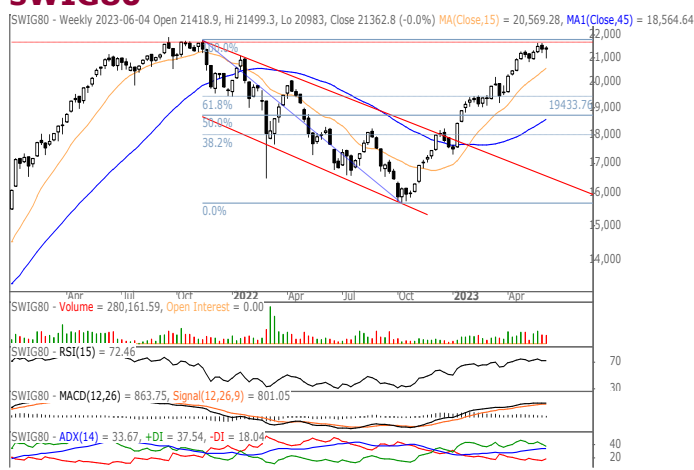 SWIG80
SWIG80 - Weekly 2023-06-04 Open 21418.9, Hi 21499.3, Lo 20983, Close 21362.8 (-0.0%) MA(Close,15) = 20,569.28, MA1(Close,45) = 18,564.64
22,000
100.0%
21,000
20,000
61.8%
19433.76
19,000
50.0%
18,000
38.2%
17,000
16,000
0.0%
15,000
14,000
Apr Jul Oct 2022 Apr Jul Oct 2023 Apr
SWIG80 - Volume = 280,161.59, Open Interest = 0.00
SWIG80 - RSI(15) = 72.46
70
30
SWIG80 - MACD(12,26) = 863.75, Signal(12,26,9) = 801.05
SWIG80 - ADX(14) = 33.67, +DI = 37.54, -DI = 18.04
40
20